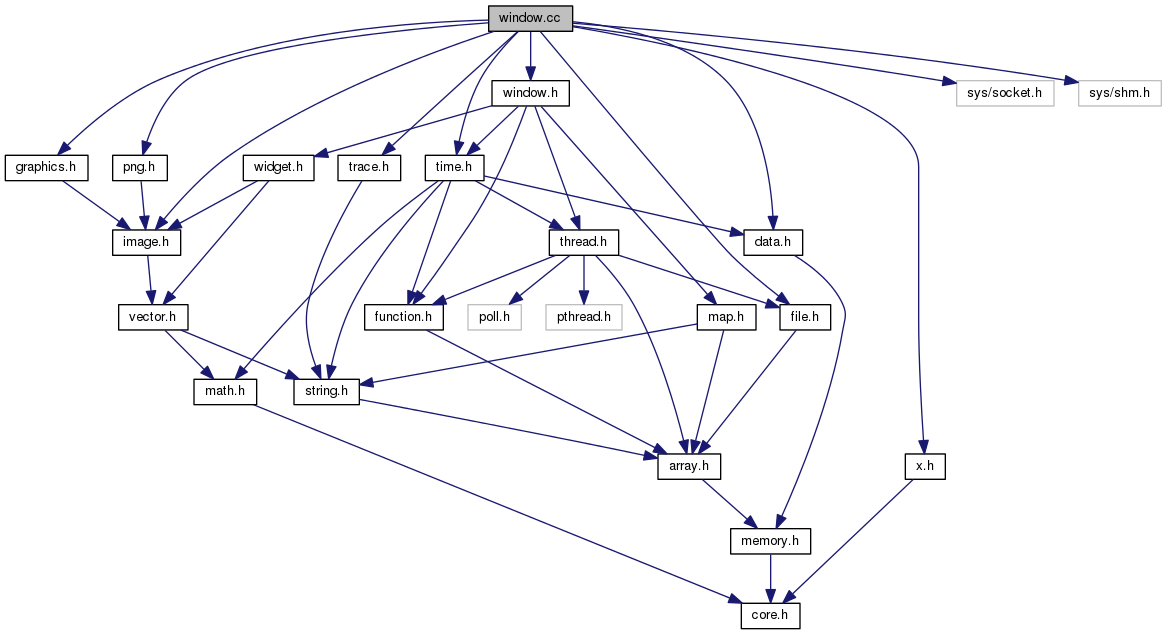 window.cc
window.h
sys/socket.h
sys/shm.h
graphics.h
png.h
widget.h
trace.h
time.h
image.h
thread.h
data.h
vector.h
function.h
poll.h
pthread.h
map.h
file.h
math.h
string.h
array.h
x.h
memory.h
core.h